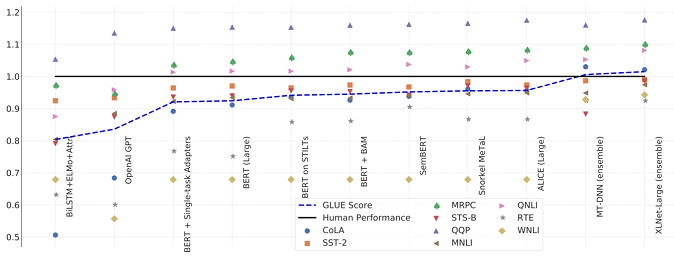 1.2
1.1
1.0
0.9
0.8
0.7
0.6
0.5
BiLSTM+ELMo+Attn
OpenAI GPT
BERT + Single-task Adapters
BERT (Large)
BERT on STILTs
BERT + BAM
SemBERT
Snorkel MeTaL
ALICE (Large)
MT-DNN (ensemble)
XLNet-Large (ensemble)
GLUE Score
Human Performance
CoLA
SST-2
MRPC
STS-B
QQP
MNLI
QNLI
RTE
WNLI